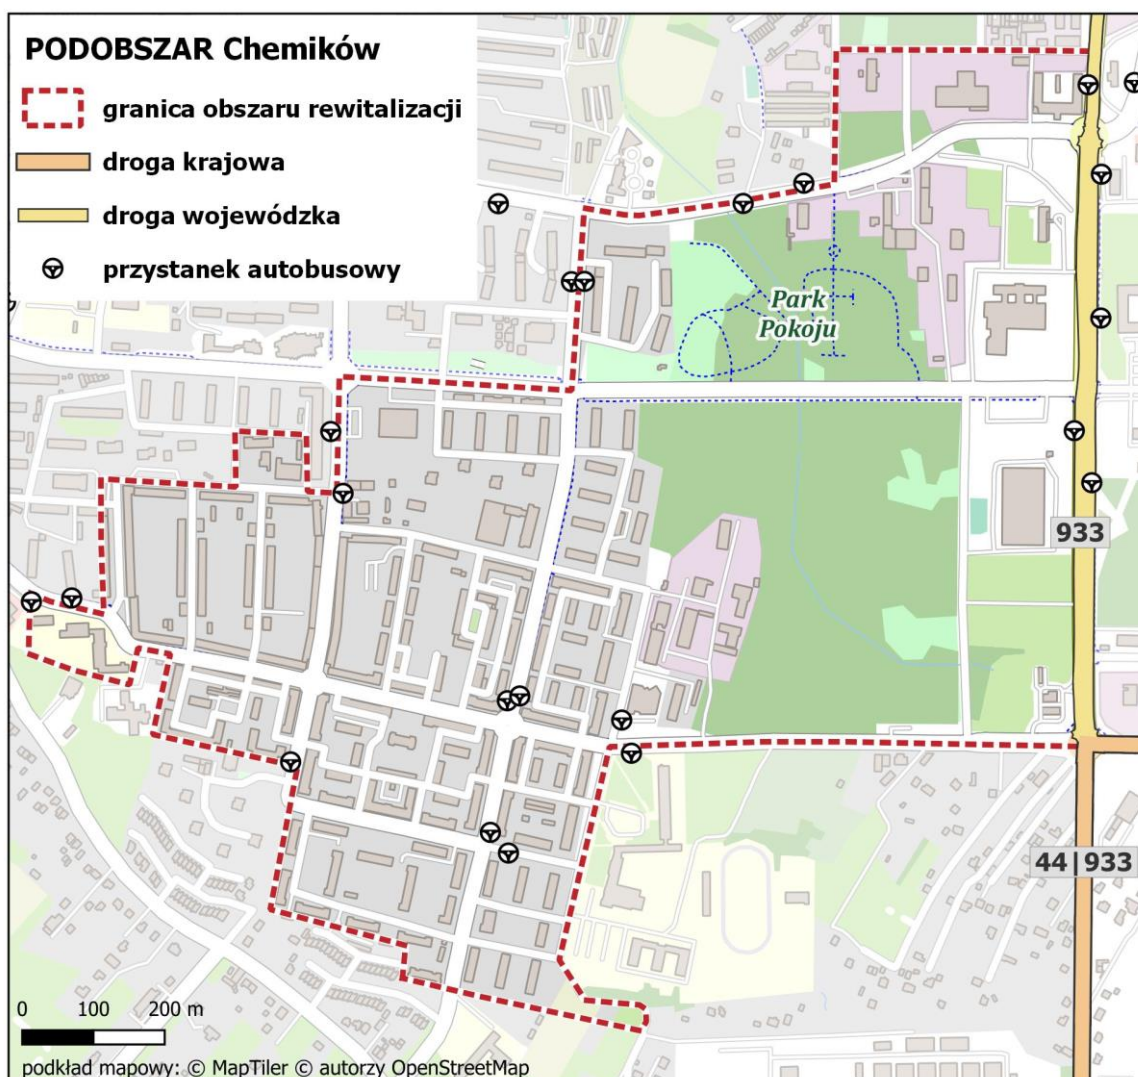 PODOBSZAR Chemików
granica obszaru rewitalizacji
droga krajowa
droga wojewódzka
przystanek autobusowy
Park
Pokoju
933
44|933
0 100 200 m
podkład mapowy: © MapTiler © autorzy OpenStreetMap